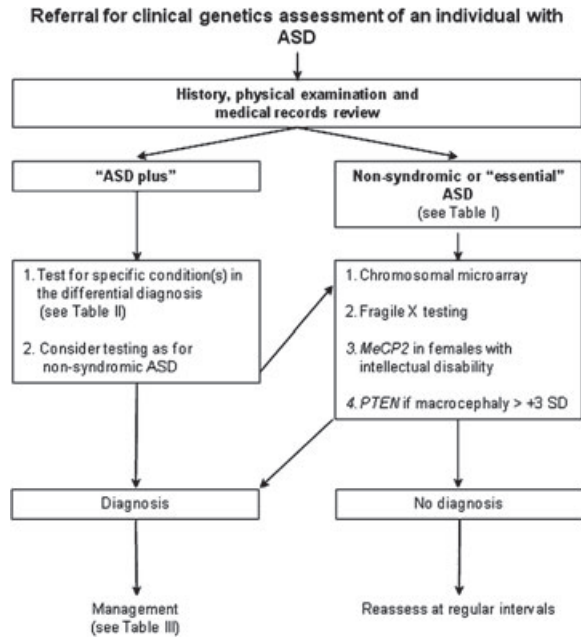 Referral for clinical genetics assessment of an individual with
ASD
History, physical examination and
medical records review
“ASD plus”
Non-syndromic or “essential”
ASD
(see Table I)
1. Test for specific condition(s) in
the differential diagnosis
(see Table II)
2. Consider testing as for
non-syndromic ASD
1. Chromosomal microarray
2. Fragile X testing
3. MeCP2 in females with
intellectual disability
4. PTEN if macrocephaly > +3 SD
Diagnosis
No diagnosis
Management
(see Table III)
Reassess at regular intervals